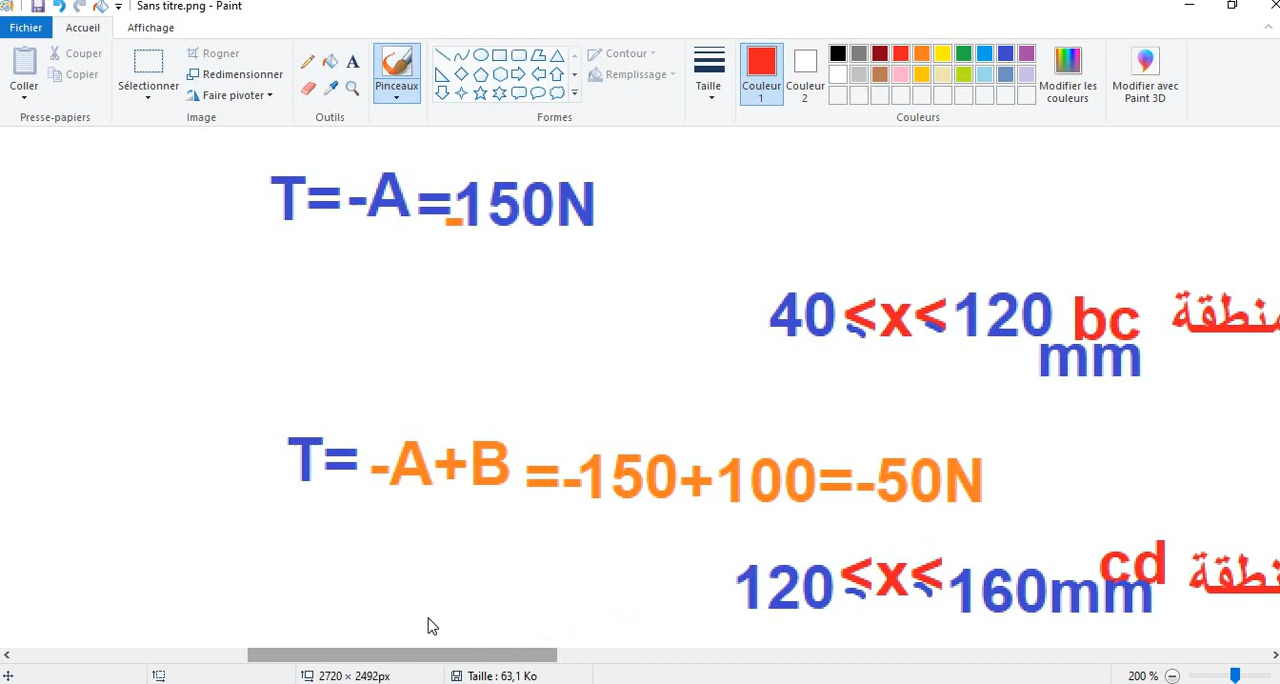 Sans titre.png - Paint
Fichier Accueil Affichage
Coller Couper Copier
Presse-papiers
Sélectionner Rogner Redimensionner Faire pivoter
Image
Outils
Pinceaux
Contour Remplissage
Formes
Taille
Couleur 1 Couleur 2
Modifier les couleurs
Couleurs
Modifier avec Paint 3D
T=-A=-150N
40≤x≤120 bc
mm
T= -A+B =-150+100=-50N
120≤x≤160mm cd
2720 × 2492px Taille : 63,1 Ko 200 %